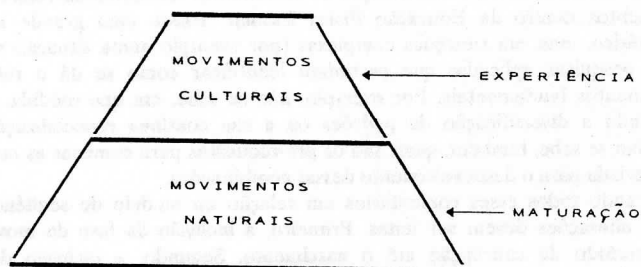 MOVIMENTOS
CULTURAIS
EXPERIÊNCIA
MOVIMENTOS
NATURAIS
MATURAÇÃO